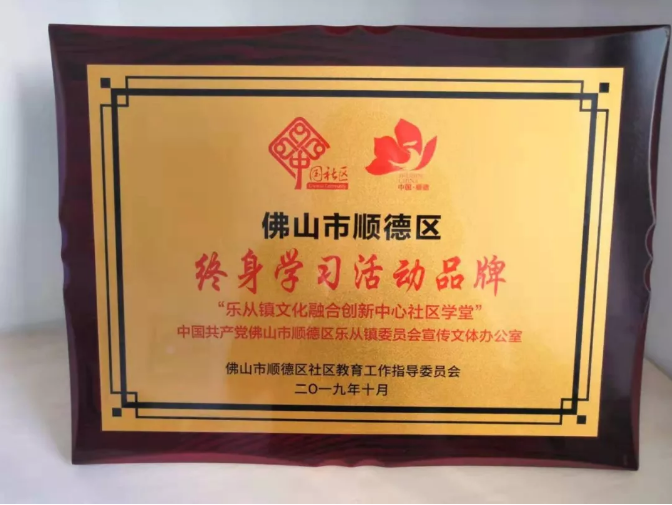 国社区
中国·顺德
佛山市顺德区
终身学习活动品牌
“乐从镇文化融合创新中心社区学堂”
中国共产党佛山市顺德区乐从镇委员会宣传文体办公室
佛山市顺德区社区教育工作指导委员会
二〇一九年十月